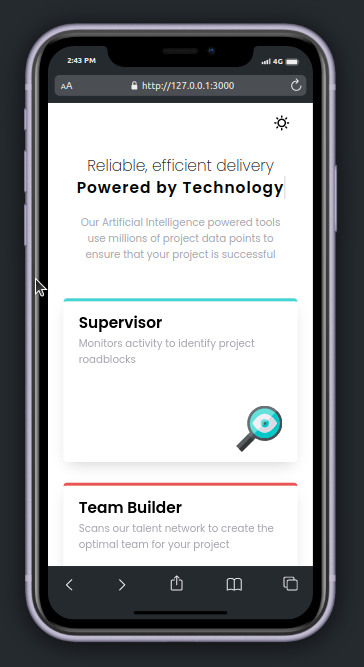 2:43 PM
4G
AA
http://127.0.0.1:3000
Reliable, efficient delivery
Powered by Technology
Our Artificial Intelligence powered tools
use millions of project data points to
ensure that your project is successful
Supervisor
Monitors activity to identify project
roadblocks
Team Builder
Scans our talent network to create the
optimal team for your project